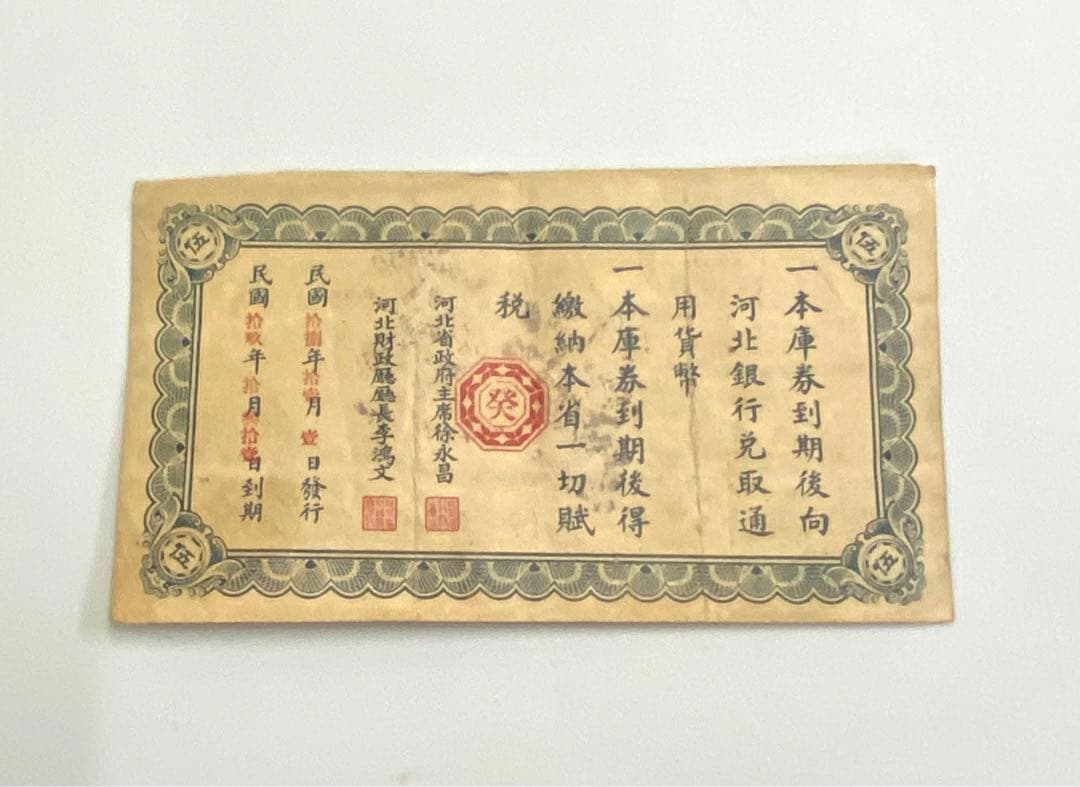 伍
伍
一本庫券到期後向
河北銀行兑取通
用貨幣
一本庫券到期後得
繳納本省一切賦
税
癸
河北省政府主席徐永昌
河北財政廳廳長李鴻文
民國拾捌年拾壹月壹日發行
民國拾玖年拾月叁拾壹日到期
伍
伍